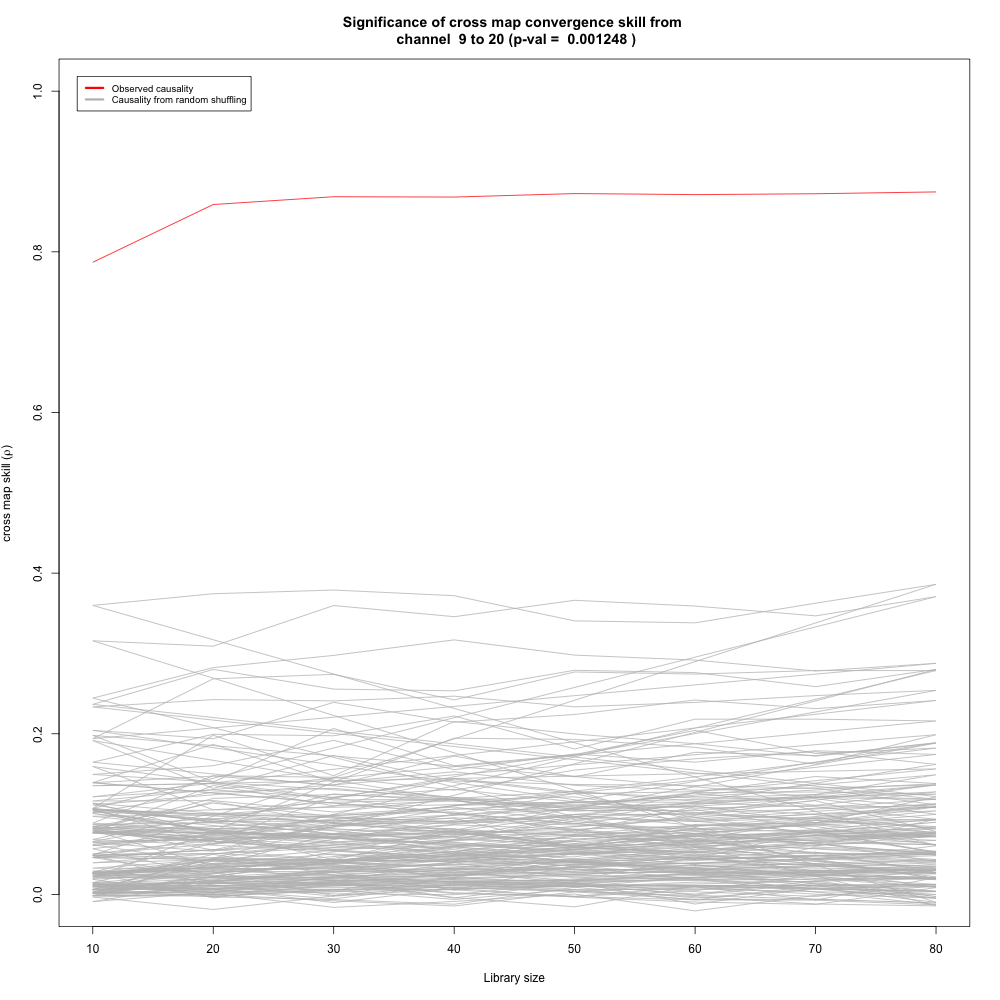 Significance of cross map convergence skill from
channel  9 to 20 (p-val =  0.001248 )
Observed causality
Causality from random shuffling
1.0
0.8
0.6
0.4
0.2
0.0
cross map skill (ρ)
10 20 30 40 50 60 70 80
Library size